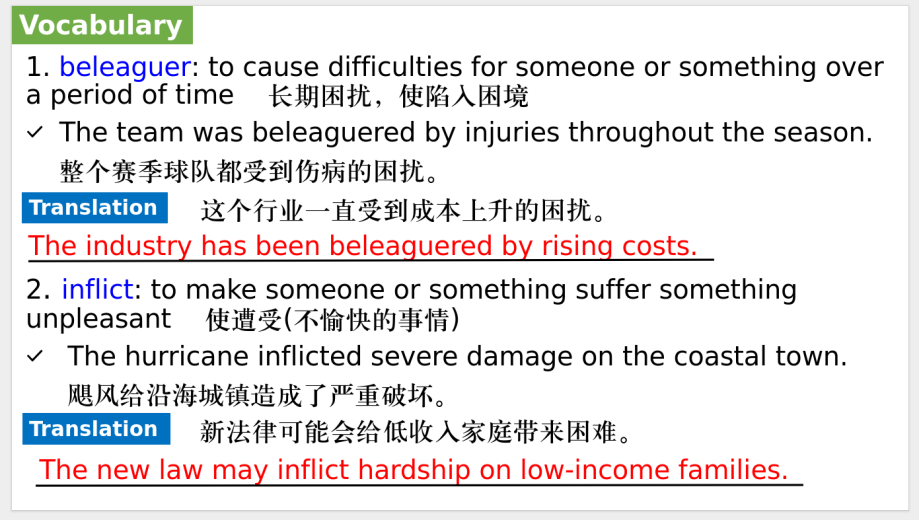 Vocabulary
1. beleaguer: to cause difficulties for someone or something over
a period of time 长期困扰，使陷入困境
✓ The team was beleaguered by injuries throughout the season.
整个赛季球队都受到伤病的困扰。
Translation 这个行业一直受到成本上升的困扰。
The industry has been beleaguered by rising costs.
2. inflict: to make someone or something suffer something
unpleasant 使遭受(不愉快的事情)
✓ The hurricane inflicted severe damage on the coastal town.
飓风给沿海城镇造成了严重破坏。
Translation 新法律可能会给低收入家庭带来困难。
The new law may inflict hardship on low-income families.